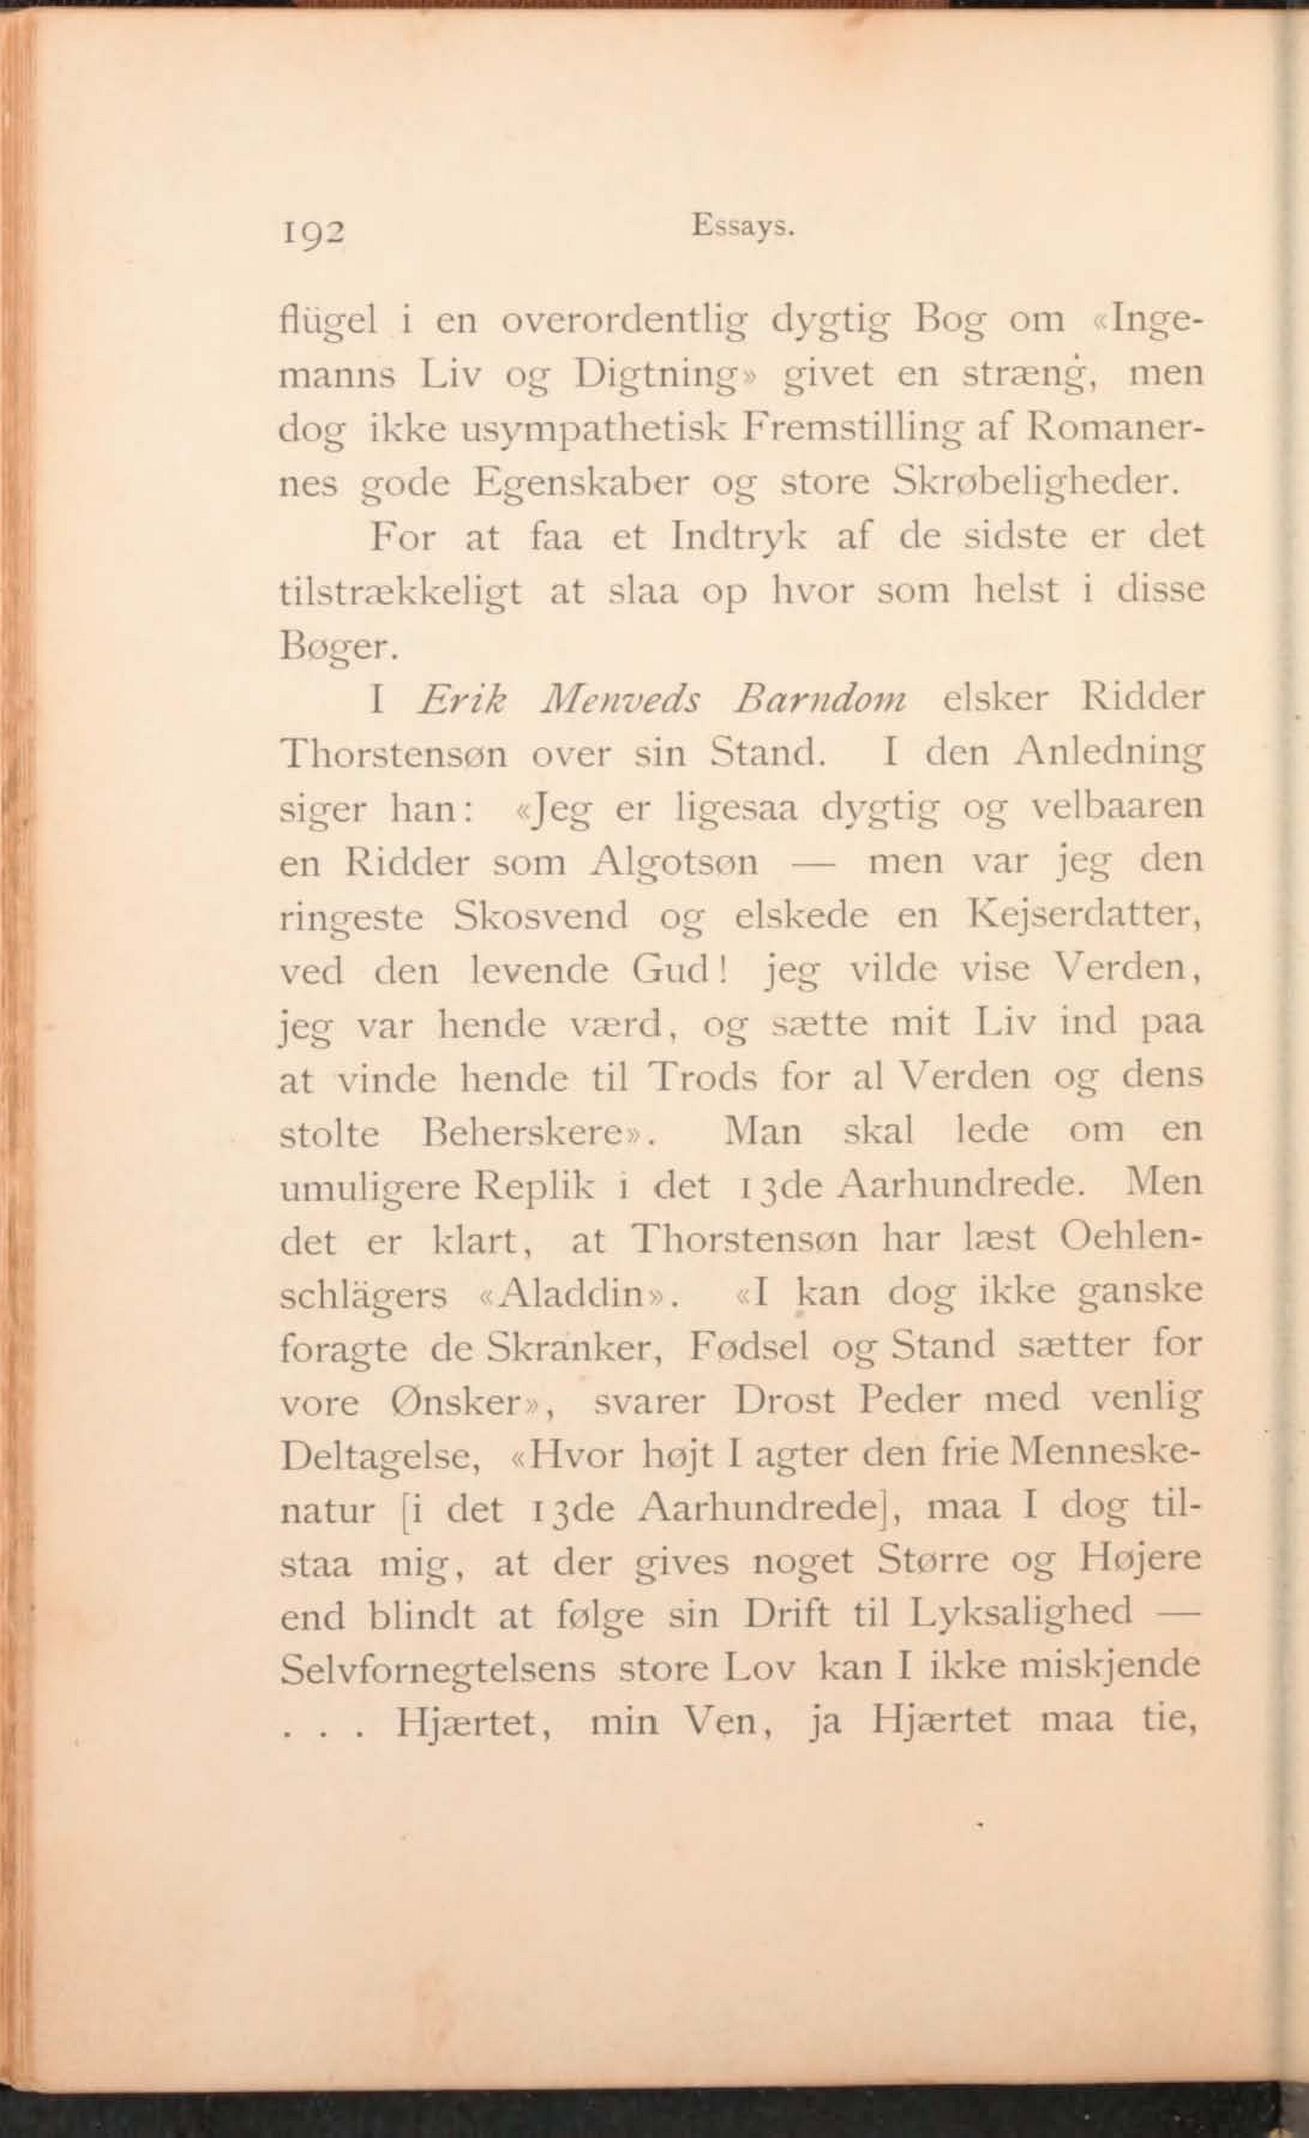 192
Essays.
flügel i en overordentlig dygtig Bog om «Inge-
manns Liv og Digtning» givet en stræng, men
dog ikke usympathetisk Fremstilling af Romaner-
nes gode Egenskaber og store Skrøbeligheder.
For at faa et Indtryk af de sidste er det
tilstrækkeligt at slaa op hvor som helst i disse
Bøger.
I Erik Menveds Barndom elsker Ridder
Thorstensøn over sin Stand. I den Anledning
siger han: «Jeg er ligesaa dygtig og velbaaren
en Ridder som Algotsøn — men var jeg den
ringeste Skosvend og elskede en Kejserdatter,
ved den levende Gud! jeg vilde vise Verden,
jeg var hende værd, og sætte mit Liv ind paa
at vinde hende til Trods for al Verden og dens
stolte Beherskere». Man skal lede om en
umuligere Replik i det 13de Aarhundrede. Men
det er klart, at Thorstensøn har læst Oehlen-
schlägers «Aladdin». «I kan dog ikke ganske
foragte de Skranker, Fødsel og Stand sætter for
vore Ønsker», svarer Drost Peder med venlig
Deltagelse, «Hvor højt I agter den frie Menneske-
natur [i det 13de Aarhundrede], maa I dog til-
staa mig, at der gives noget Større og Højere
end blindt at følge sin Drift til Lyksalighed —
Selvfornegtelsens store Lov kan I ikke miskjende
. . . Hjærtet, min Ven, ja Hjærtet maa tie,